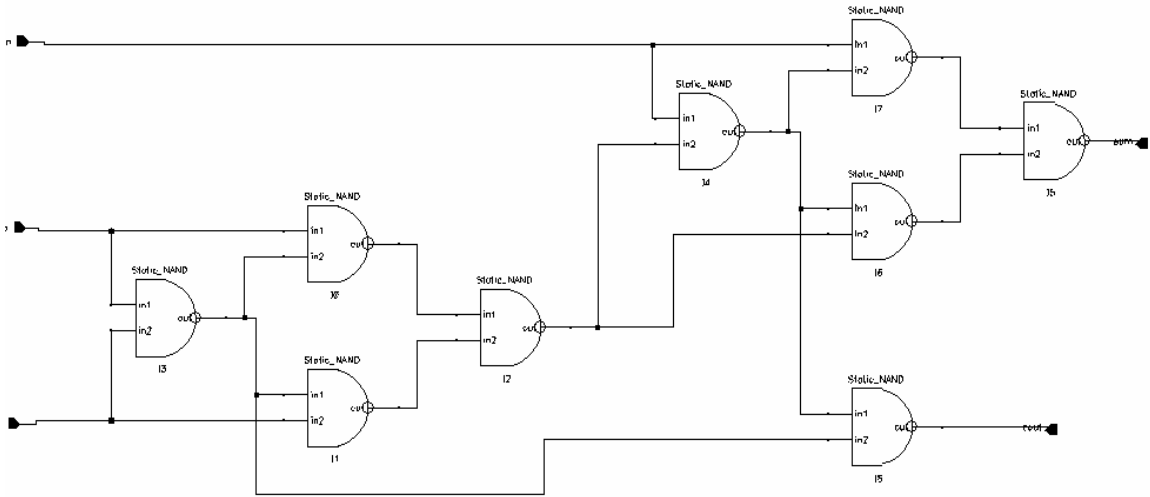 Static_NAND
In1
in2
out
I7
Static_NAND
in1
in2
out
I4
Static_NAND
in1
in2
out
sum
Static_NAND
In1
In2
out
I6
Static_NAND
in1
in2
out
Static_NAND
in1
in2
out
I3
Static_NAND
in1
in2
out
I2
Static_NAND
in1
in2
out
I1
Static_NAND
in1
in2
out
cout